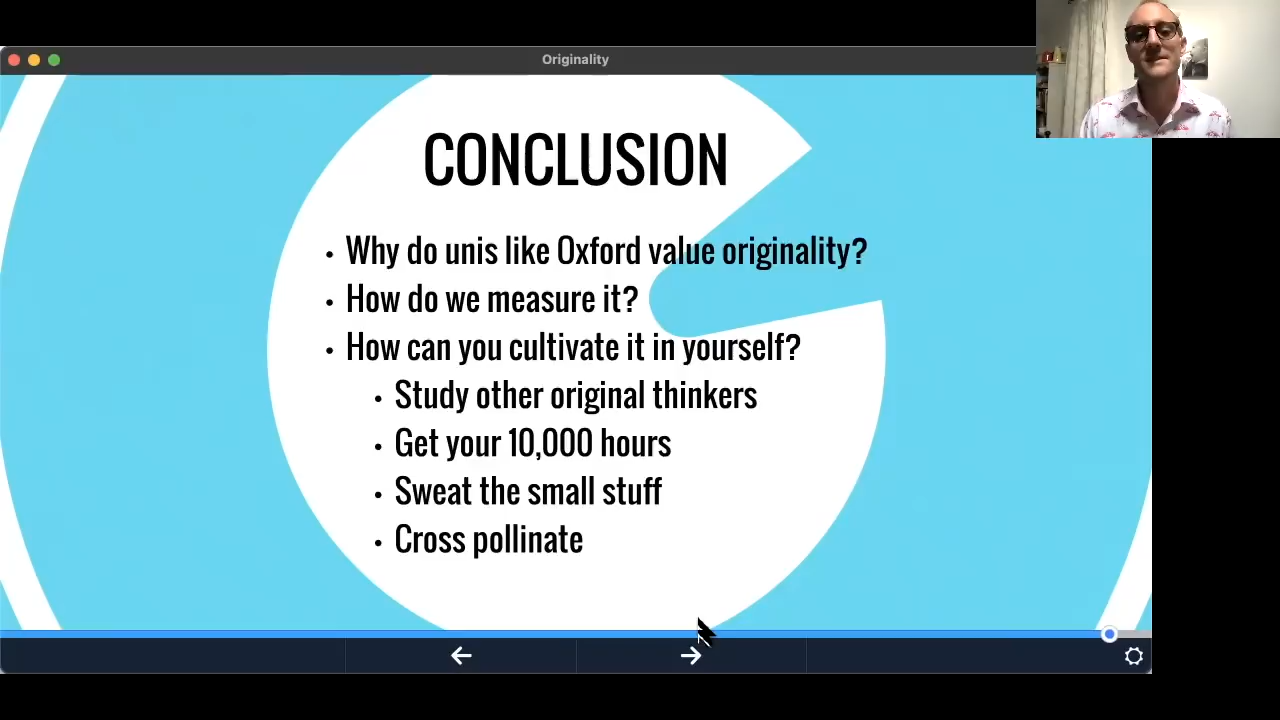 Originality
CONCLUSION
• Why do unis like Oxford value originality?
• How do we measure it?
• How can you cultivate it in yourself?
• Study other original thinkers
• Get your 10,000 hours
• Sweat the small stuff
• Cross pollinate